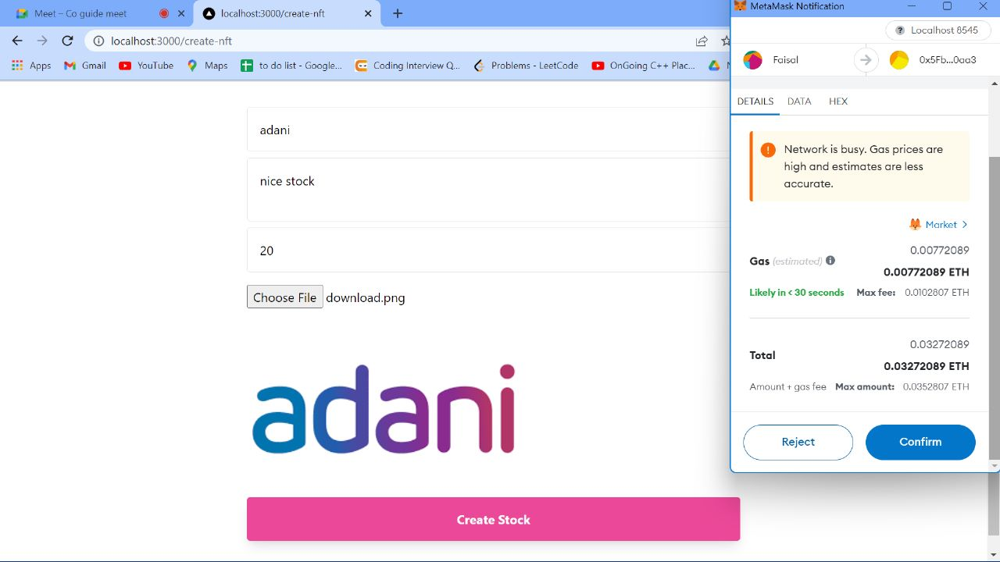 Meet – Co guide meet
localhost:3000/create-nft
localhost:3000/create-nft
Apps
Gmail
YouTube
Maps
to do list - Google
Coding Interview Q...
Problems - LeetCode
OnGoing C++ Plac...
M
adani
nice stock
20
Choose File download.png
adani
Create Stock
MetaMask Notification
Localhost 8545
Faisal
0x5Fb...0aa3
DETAILS DATA HEX
Network is busy. Gas prices are
high and estimates are less
accurate.
Market
0.00772089
Gas (estimated)
0.00772089 ETH
Likely in < 30 seconds Max fee: 0.0102807 ETH
0.03272089
Total
0.03272089 ETH
Amount + gas fee Max amount: 0.0352807 ETH
Reject
Confirm